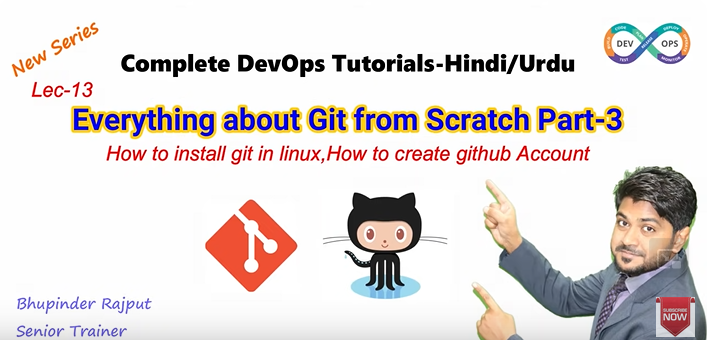 New Series
Complete DevOps Tutorials-Hindi/Urdu
DEV OPS
Lec-13
Everything about Git from Scratch Part-3
How to install git in linux,How to create github Account
Bhupinder Rajput
Senior Trainer
SUBSCRIBE
NOW